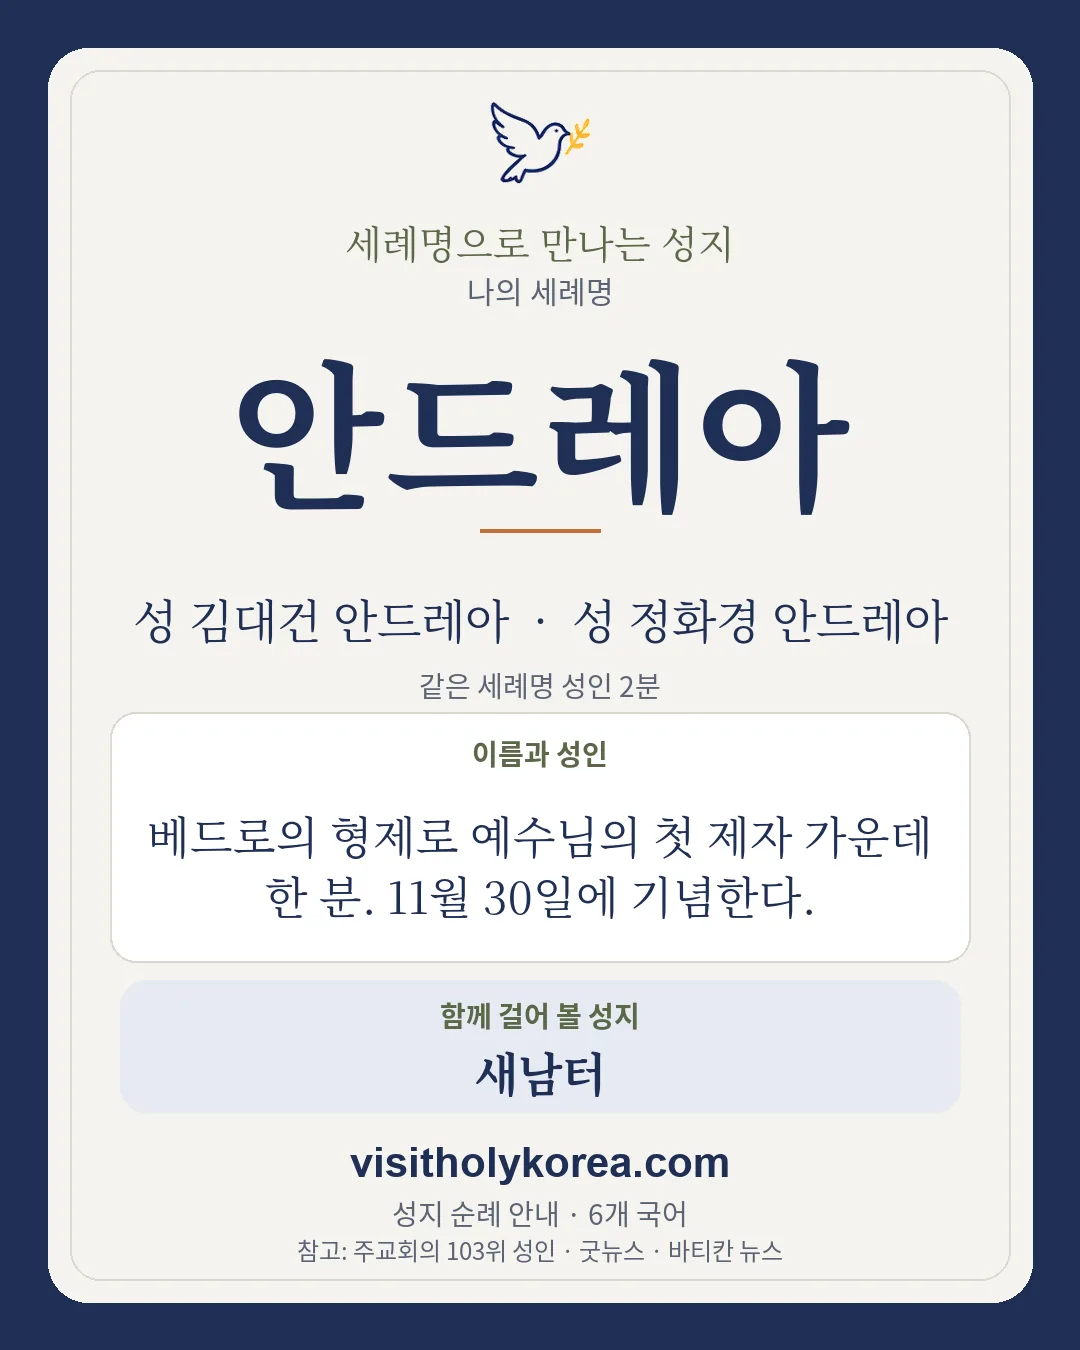 세례명으로 만나는 성지
나의 세례명
안드레아
성 김대건 안드레아 · 성 정화경 안드레아
같은 세례명 성인 2분
이름과 성인
베드로의 형제로 예수님의 첫 제자 가운데
한 분. 11월 30일에 기념한다.
함께 걸어 볼 성지
새남터
visitholykorea.com
성지 순례 안내 · 6개 국어
참고: 주교회의 103위 성인 · 굿뉴스 · 바티칸 뉴스